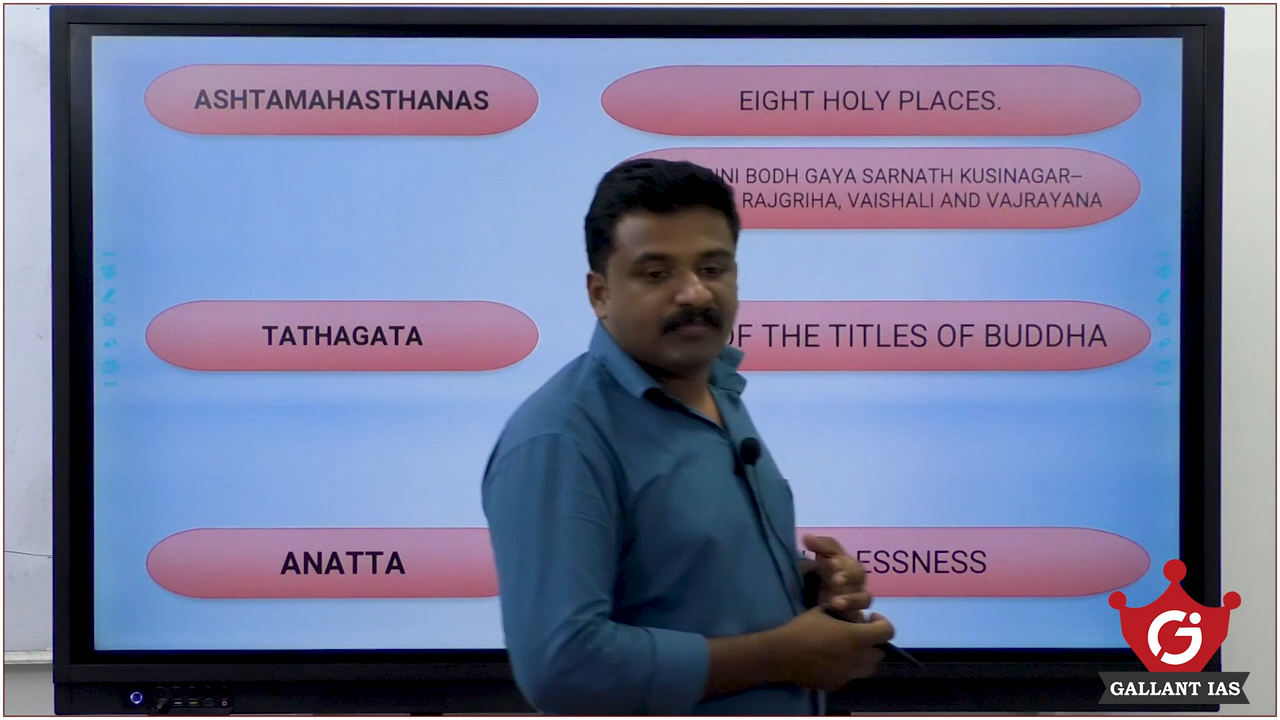 ASHTAMAHASTHANAS
EIGHT HOLY PLACES.
BODH GAYA SARNATH KUSINAGAR–
RAJGRIHA, VAISHALI AND VAJRAYANA
TATHAGATA
OF THE TITLES OF BUDDHA
ANATTA
GALLANT IAS